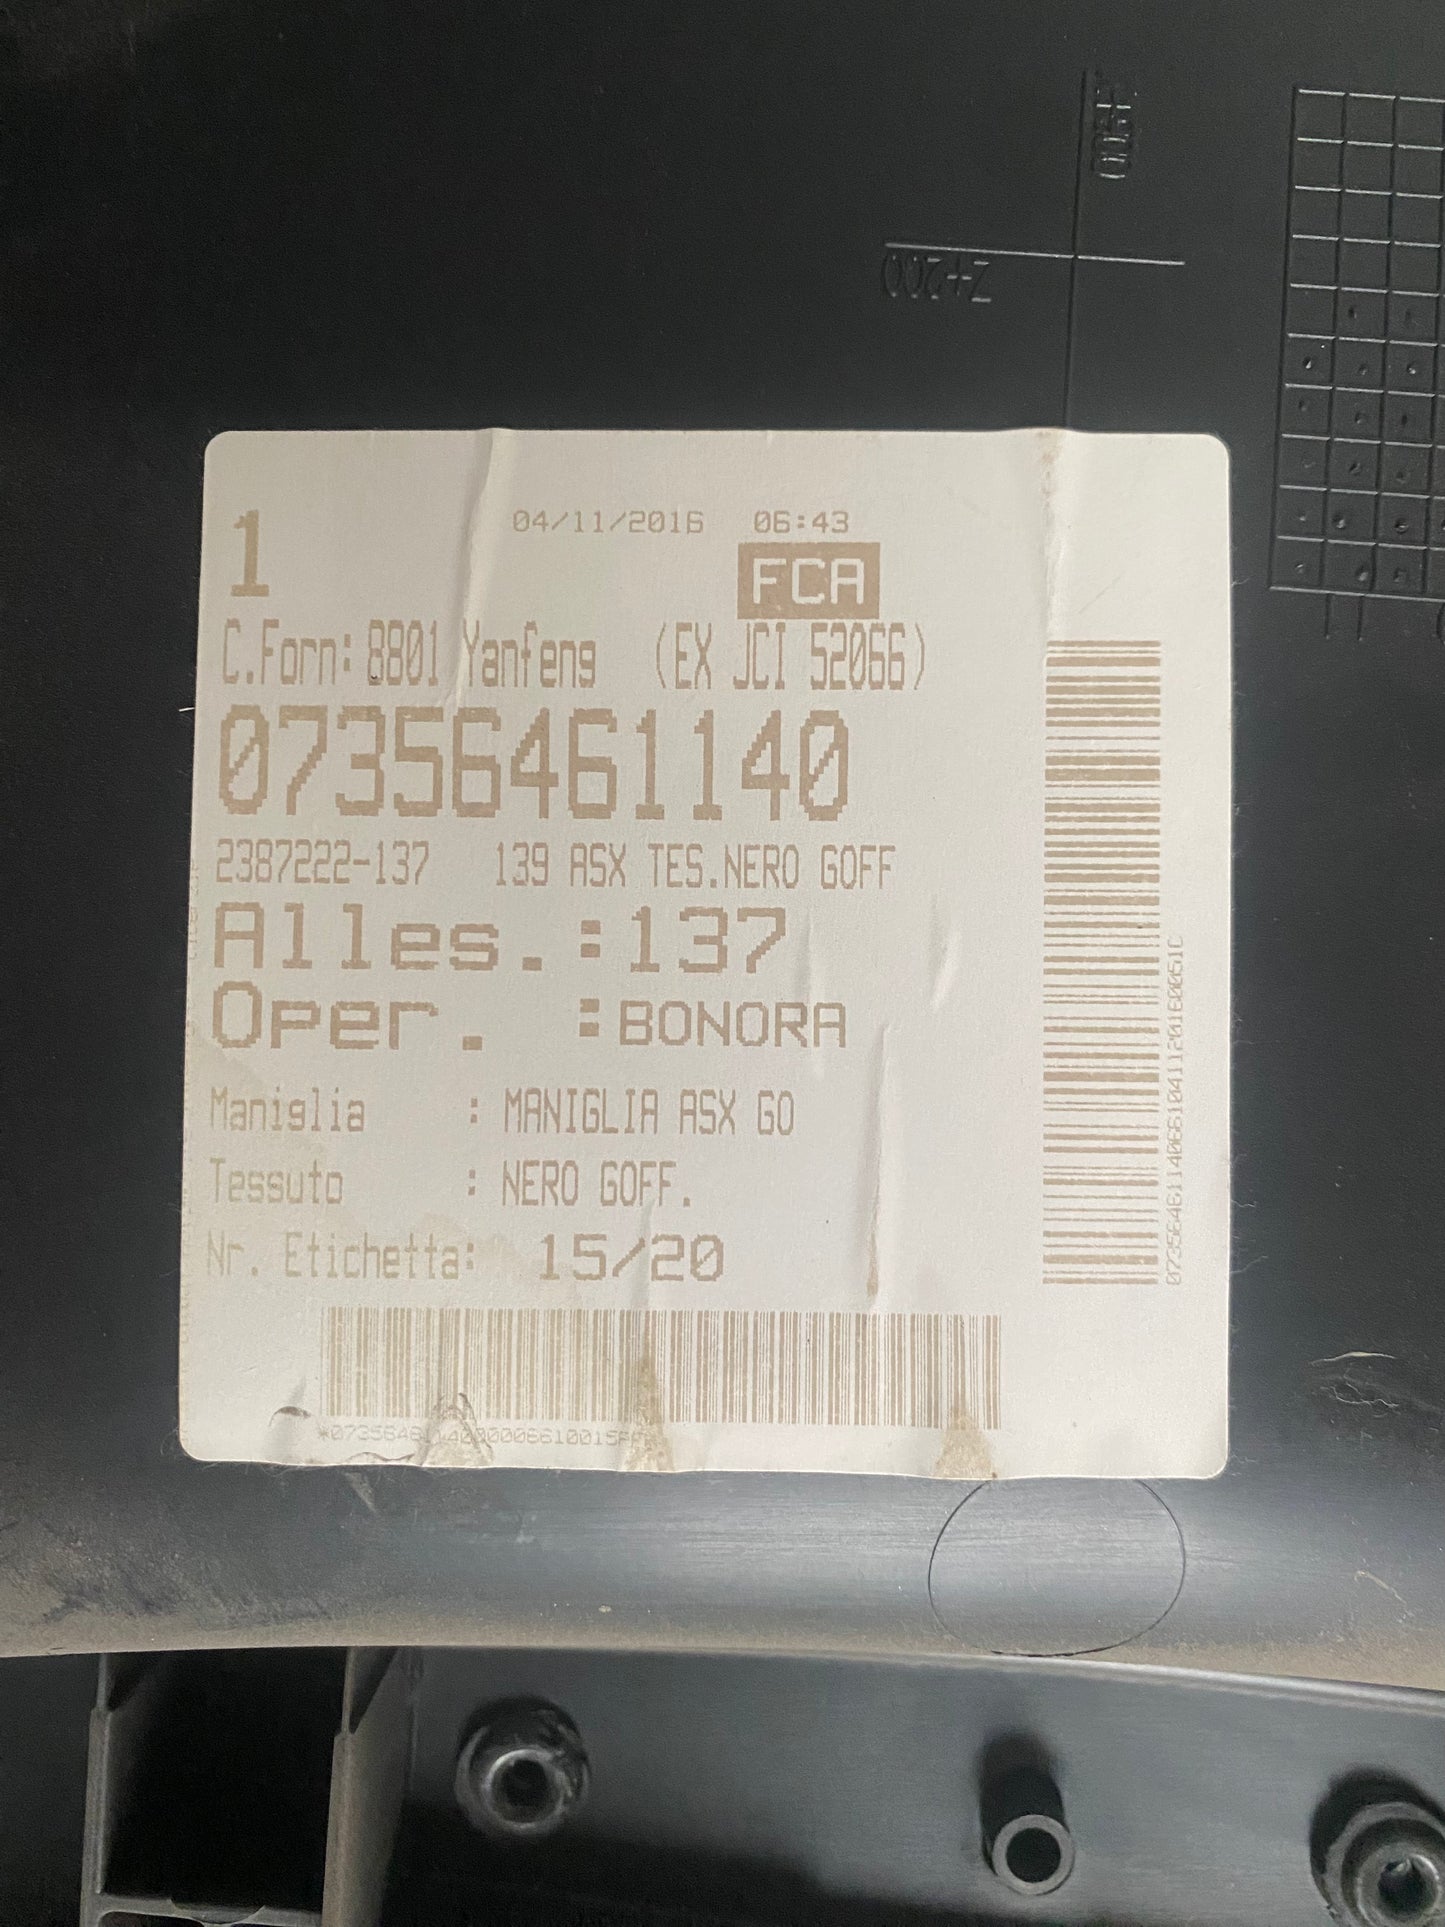 Z+200
1
04/11/2016 06:43
FCA
C.Forn: 8801 Yanfeng (EX JCI 52066)
07356461140
2387222-137 139 ASX TES.NERO GOFF
Alles.:137
Oper. :BONORA
Maniglia : MANIGLIA ASX GO
Tessuto : NERO GOFF.
Nr. Etichetta: 15/20